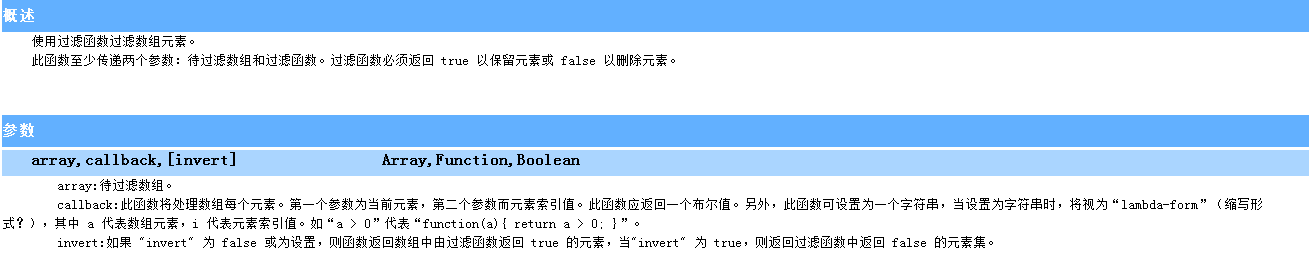 概述
使用过滤函数过滤数组元素。
此函数至少传递两个参数：待过滤数组和过滤函数。过滤函数必须返回 true 以保留元素或 false 以删除元素。
参数
array,callback,[invert] Array,Function,Boolean
array:待过滤数组。
callback:此函数将处理数组每个元素。第一个参数为当前元素，第二个参数而元素索引值。此函数应返回一个布尔值。另外，此函数可设置为一个字符串，当设置为字符串时，将视为“lambda-form”（缩写形
式？），其中 a 代表数组元素，i 代表元素索引值。如“a > 0”代表“function(a){ return a > 0; }”。
invert:如果 "invert" 为 false 或为设置，则函数返回数组中由过滤函数返回 true 的元素，当"invert" 为 true，则返回过滤函数中返回 false 的元素集。